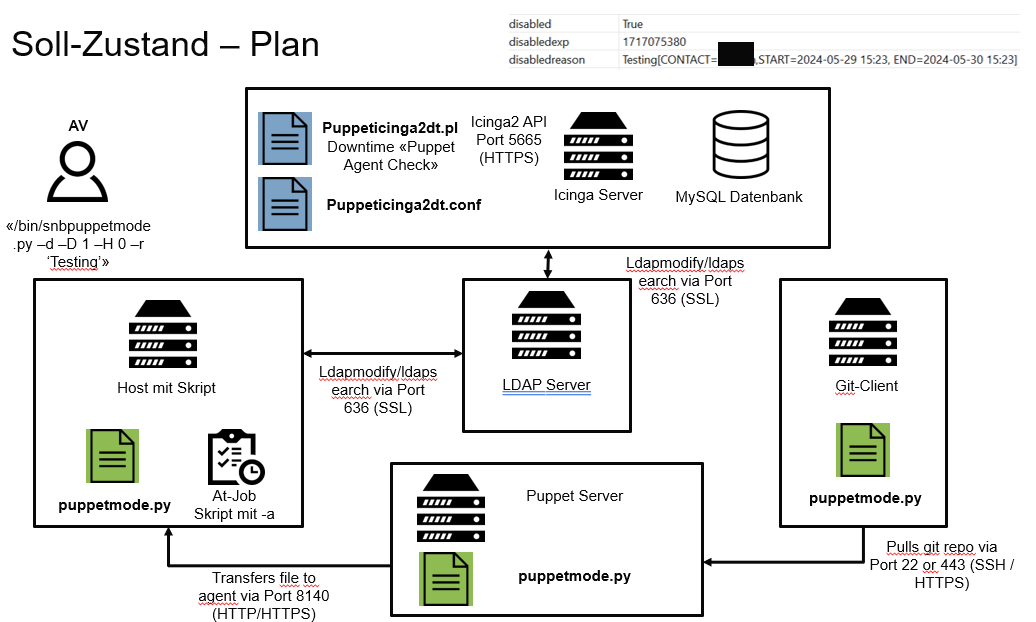 Soll-Zustand – Plan
disabled True
disabledexp 1717075380
disabledreason Testing[CONTACT= ,START=2024-05-29 15:23, END=2024-05-30 15:23]
AV
«/bin/snbpuppetmode
.py –d –D 1 –H 0 –r
‘Testing’»
Puppeticinga2dt.pl
Downtime «Puppet
Agent Check»
Puppeticinga2dt.conf
Icinga2 API
Port 5665
(HTTPS)
Icinga Server
MySQL Datenbank
Ldapmodify/ldaps
earch via Port
636 (SSL)
Host mit Skript
puppetmode.py
At-Job
Skript mit -a
Ldapmodify/ldaps
earch via Port
636 (SSL)
LDAP Server
Git-Client
puppetmode.py
Puppet Server
puppetmode.py
Transfers file to
agent via Port 8140
(HTTP/HTTPS)
Pulls git repo via
Port 22 or 443 (SSH /
HTTPS)